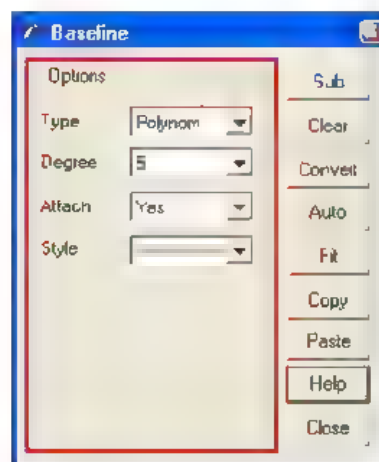 Baseline
Options
Type Polynom
Degree 5
Attach Yes
Style
Sub
Clear
Convert
Auto
Fit
Copy
Paste
Help
Close